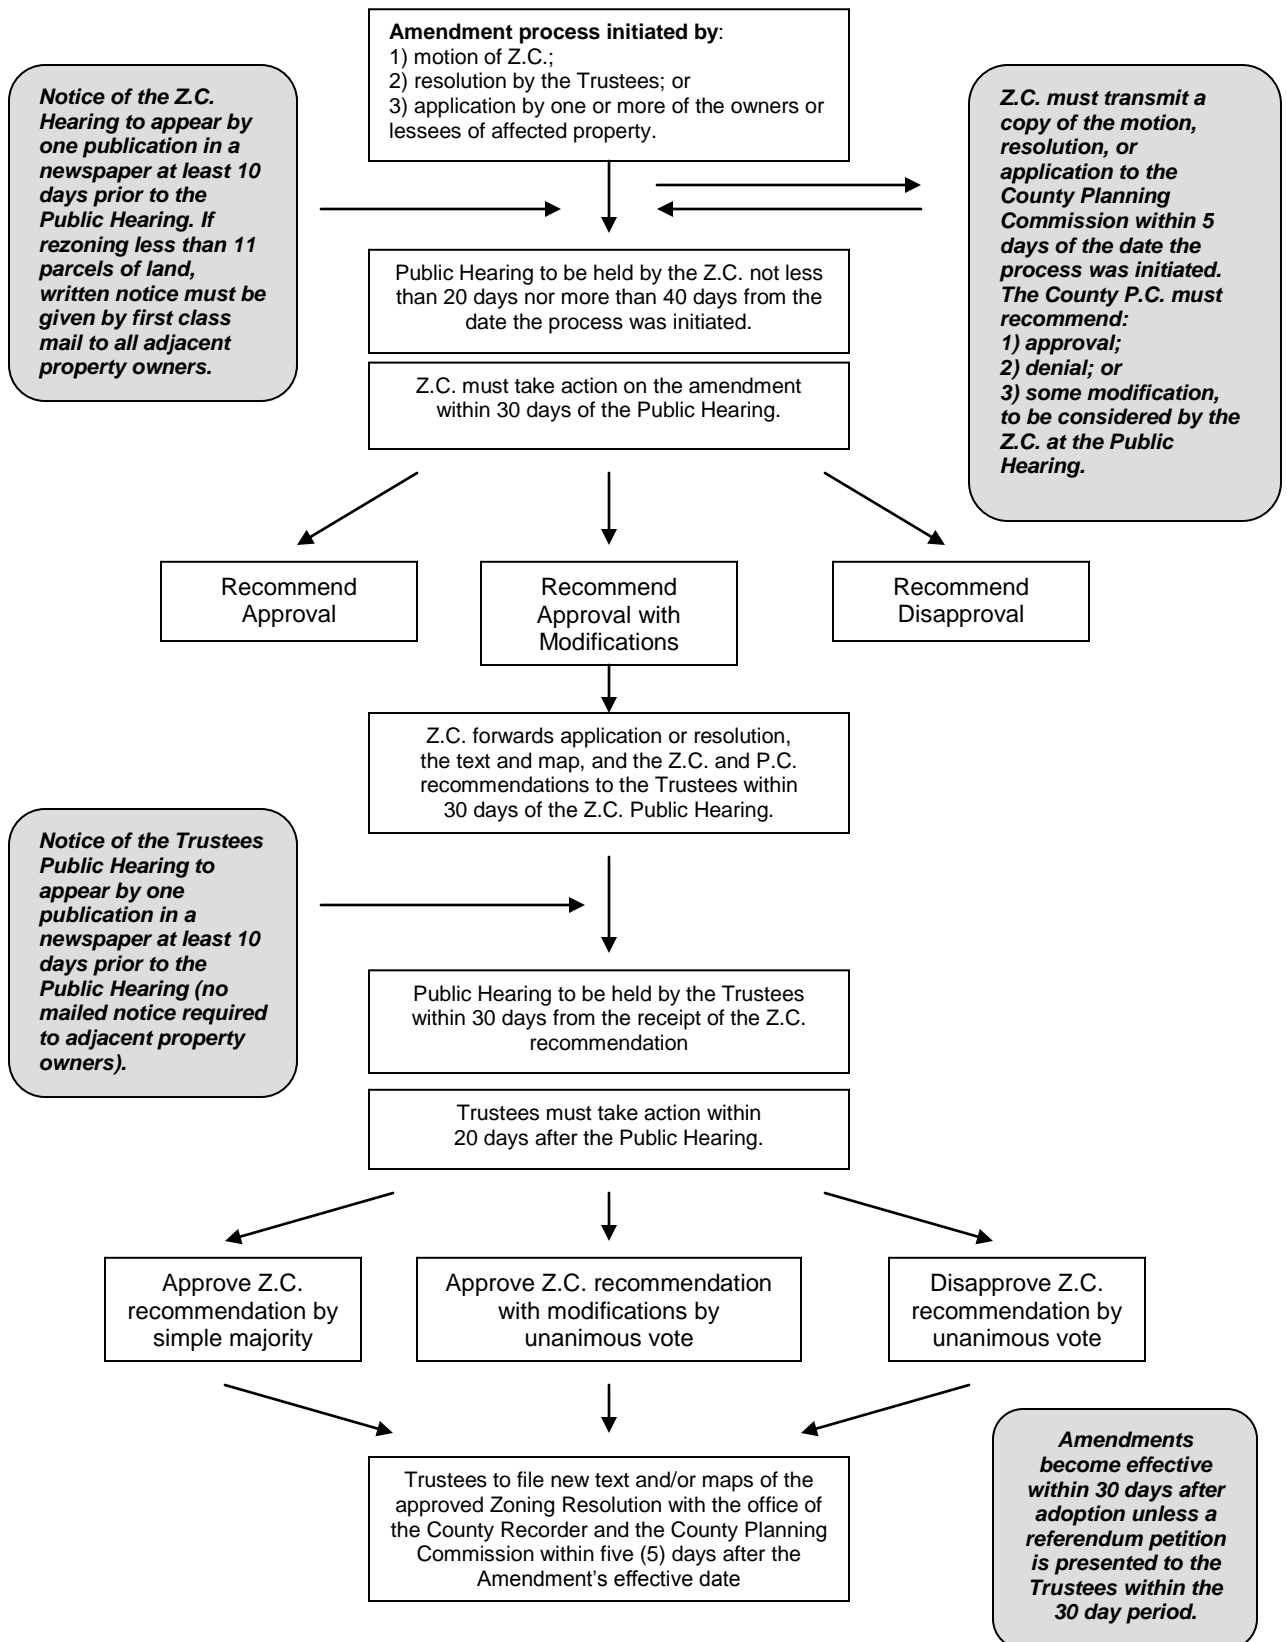 Amendment process initiated by:
1) motion of Z.C.;
2) resolution by the Trustees; or
3) application by one or more of the owners or
lessees of affected property.
Notice of the Z.C.
Hearing to appear by
one publication in a
newspaper at least 10
days prior to the
Public Hearing. If
rezoning less than 11
parcels of land,
written notice must be
given by first class
mail to all adjacent
property owners.
Z.C. must transmit a
copy of the motion,
resolution, or
application to the
County Planning
Commission within 5
days of the date the
process was initiated.
The County P.C. must
recommend:
1) approval;
2) denial; or
3) some modification,
to be considered by the
Z.C. at the Public
Hearing.
Public Hearing to be held by the Z.C. not less
than 20 days nor more than 40 days from the
date the process was initiated.
Z.C. must take action on the amendment
within 30 days of the Public Hearing.
Recommend
Approval
Recommend
Approval with
Modifications
Recommend
Disapproval
Z.C. forwards application or resolution,
the text and map, and the Z.C. and P.C.
recommendations to the Trustees within
30 days of the Z.C. Public Hearing.
Notice of the Trustees
Public Hearing to
appear by one
publication in a
newspaper at least 10
days prior to the
Public Hearing (no
mailed notice required
to adjacent property
owners).
Public Hearing to be held by the Trustees
within 30 days from the receipt of the Z.C.
recommendation
Trustees must take action within
20 days after the Public Hearing.
Approve Z.C.
recommendation by
simple majority
Approve Z.C. recommendation
with modifications by
unanimous vote
Disapprove Z.C.
recommendation by
unanimous vote
Trustees to file new text and/or maps of the
approved Zoning Resolution with the office of
the County Recorder and the County Planning
Commission within five (5) days after the
Amendment's effective date
Amendments
become effective
within 30 days after
adoption unless a
referendum petition
is presented to the
Trustees within the
30 day period.